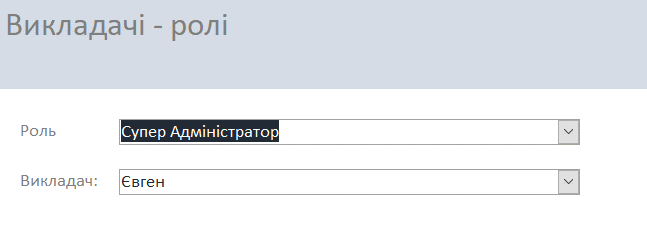 Викладачі - ролі
Роль
Супер Адміністратор
Викладач:
Євген